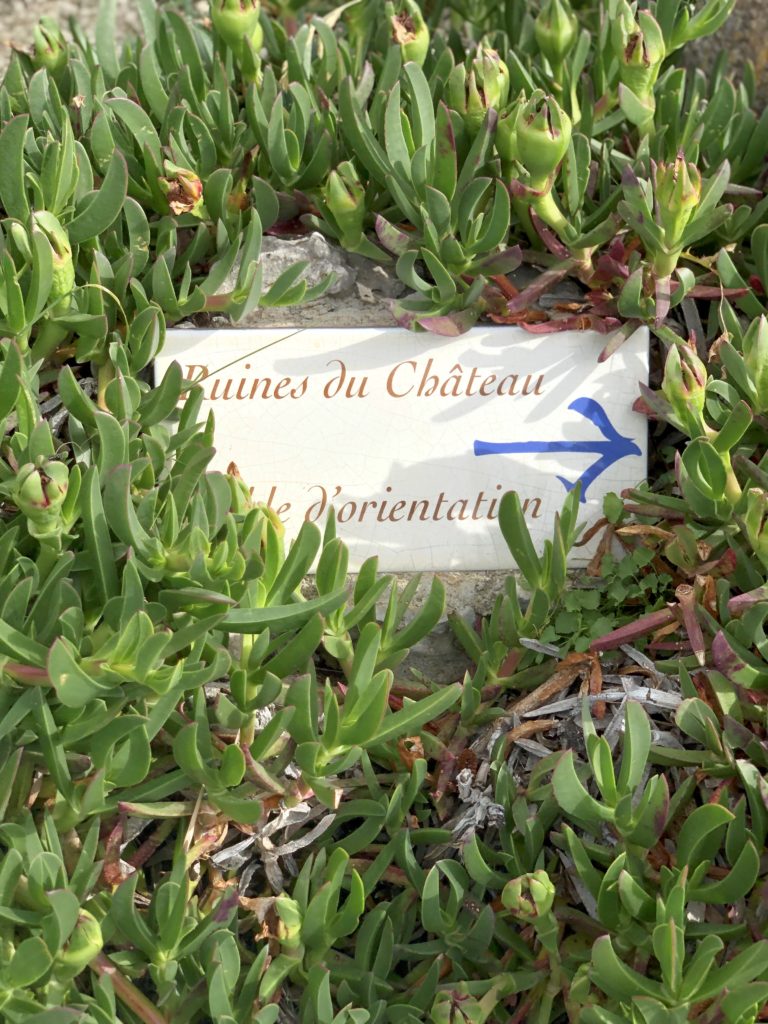 Ruines du Château
d'orientation